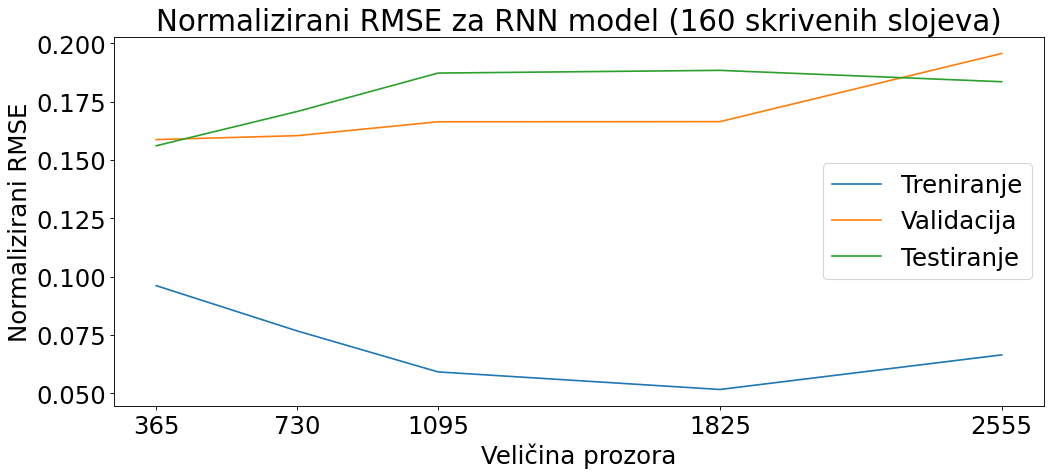 Normalizirani RMSE za RNN model (160 skrivenih slojeva)
Normalizirani RMSE
0.200
0.175
0.150
0.125
0.100
0.075
0.050
Treniranje
Validacija
Testiranje
365 730 1095 1825 2555
Veličina prozora